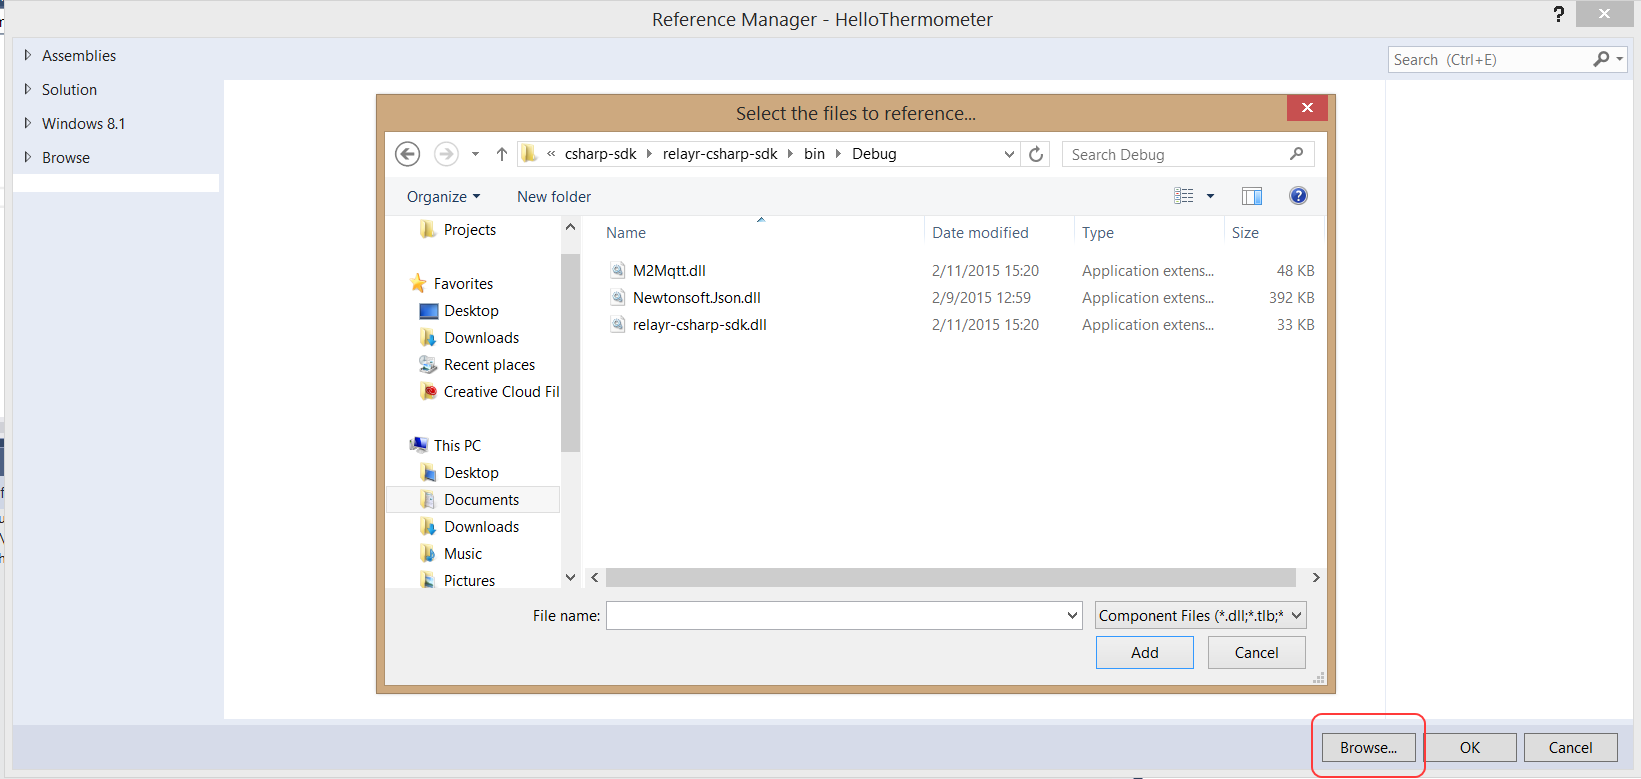 Reference Manager - HelloThermometer
?
Assemblies
Solution
Windows 8.1
Browse
Search (Ctrl+E)
Select the files to reference...
« csharp-sdk relayr-csharp-sdk bin Debug
Search Debug
Organize
New folder
?
Projects
Favorites
Desktop
Downloads
Recent places
Creative Cloud Fil
This PC
Desktop
Documents
Downloads
Music
Pictures
Name Date modified Type Size
M2Mqtt.dll 2/11/2015 15:20 Application extens... 48 KB
Newtonsoft.Json.dll 2/9/2015 12:59 Application extens... 392 KB
relayr-csharp-sdk.dll 2/11/2015 15:20 Application extens... 33 KB
File name:
Component Files (*.dll;*.tlb;*
Add
Cancel
Browse...
OK
Cancel